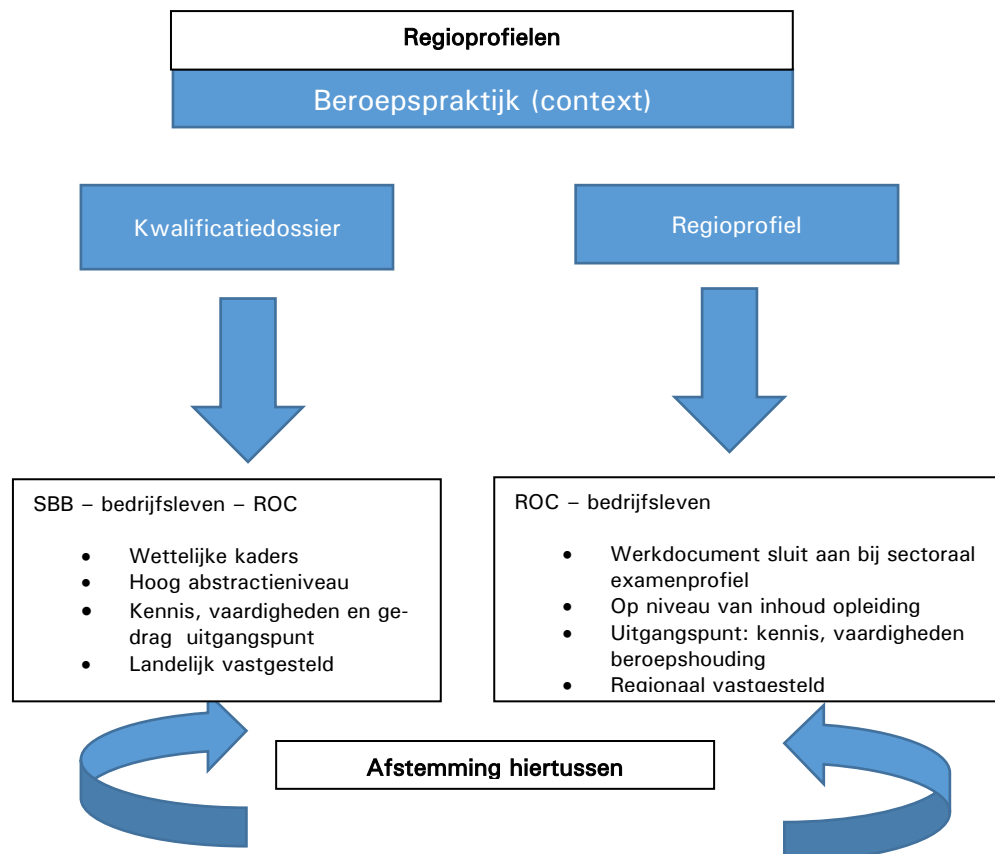 Regioprofielen
Beroepspraktijk (context)
Kwalificatiedossier
Regioprofiel
SBB – bedrijfsleven – ROC
• Wettelijke kaders
• Hoog abstractieniveau
• Kennis, vaardigheden en ge-
drag uitgangspunt
• Landelijk vastgesteld
ROC – bedrijfsleven
• Werkdocument sluit aan bij sectoraal
examenprofiel
• Op niveau van inhoud opleiding
• Uitgangspunt: kennis, vaardigheden
beroepshouding
• Regionaal vastgesteld
Afstemming hiertussen